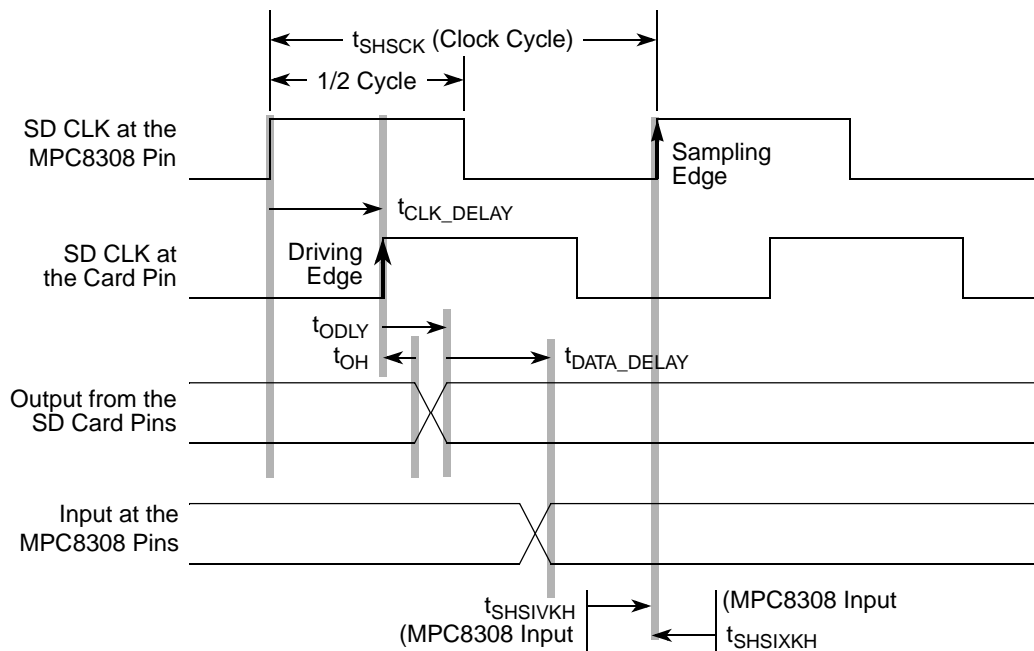 tSHSCK (Clock Cycle)
1/2 Cycle
SD CLK at the
MPC8308 Pin
Sampling
Edge
tCLK_DELAY
SD CLK at
the Card Pin
Driving
Edge
tODLY
tOH
tDATA_DELAY
Output from the
SD Card Pins
Input at the
MPC8308 Pins
tSHSIVKH
(MPC8308 Input
(MPC8308 Input
tSHSIXKH